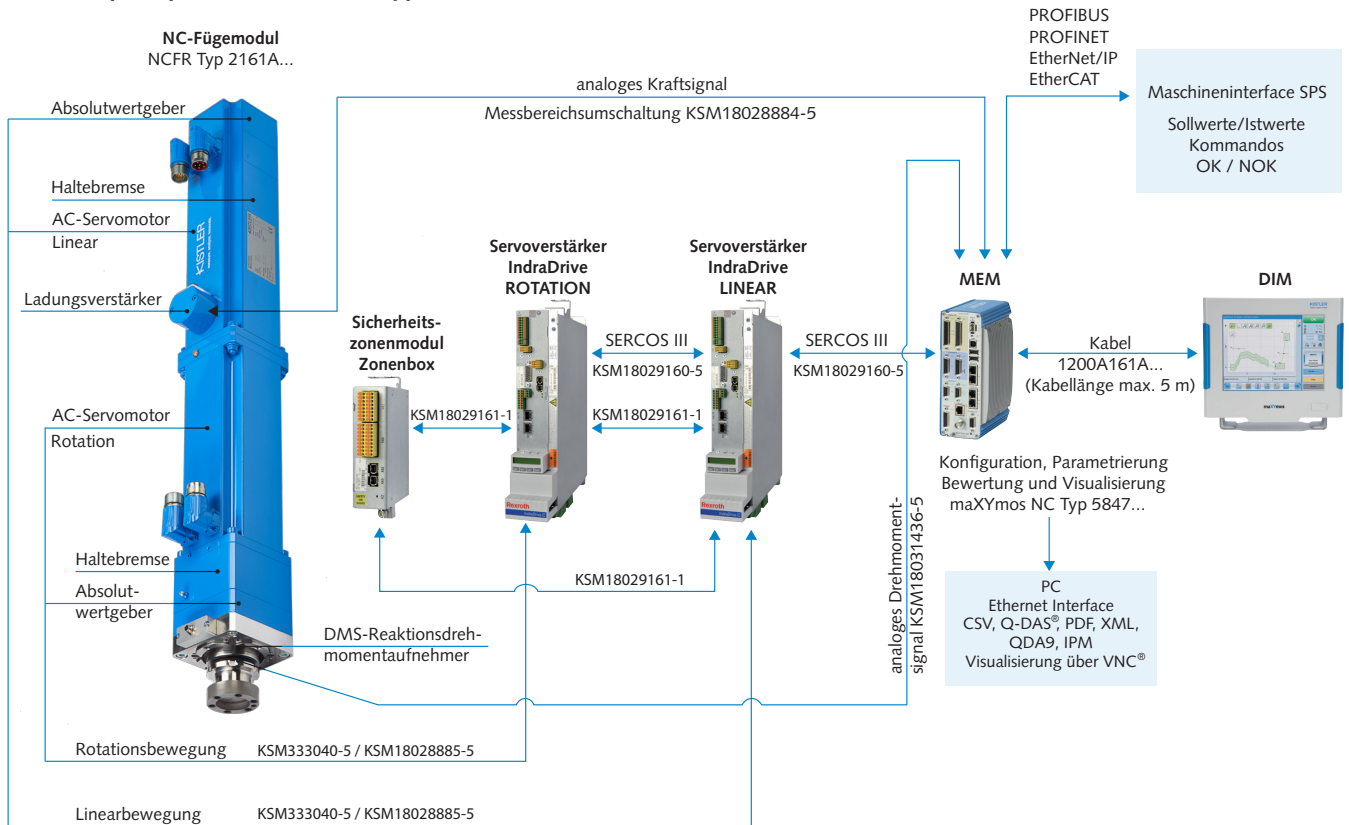 NC-Fügemodul
NCFR Typ 2161A...
Absolutwertgeber
Haltebremse
AC-Servomotor
Linear
Ladungsverstärker
AC-Servomotor
Rotation
Haltebremse
Absolut-
wertgeber
DMS-Reaktionsdreh-
momentaufnehmer
KISTLER
analoges Kraftsignal
Messbereichsumschaltung KSM18028884-5
PROFIBUS
PROFINET
EtherNet/IP
EtherCAT
Maschineninterface SPS
Sollwerte/Istwerte
Kommandos
OK / NOK
Sicherheits-
zonenmodul
Zonenbox
KSM18029161-1
Servoverstärker
IndraDrive
ROTATION
Rexroth
SERCOS III
KSM18029160-5
KSM18029161-1
Servoverstärker
IndraDrive
LINEAR
Rexroth
SERCOS III
KSM18029160-5
KSM18029161-1
analoges Drehmoment-
signal KSM18031436-5
MEM
Kabel
1200A161A...
(Kabellänge max. 5 m)
DIM
KISTLER
maXYmos
Konfiguration, Parametrierung
Bewertung und Visualisierung
maXYmos NC Typ 5847...
PC
Ethernet Interface
CSV, Q-DAS®, PDF, XML,
QDA9, IPM
Visualisierung über VNC®
Rotationsbewegung KSM333040-5 / KSM18028885-5
Linearbewegung KSM333040-5 / KSM18028885-5